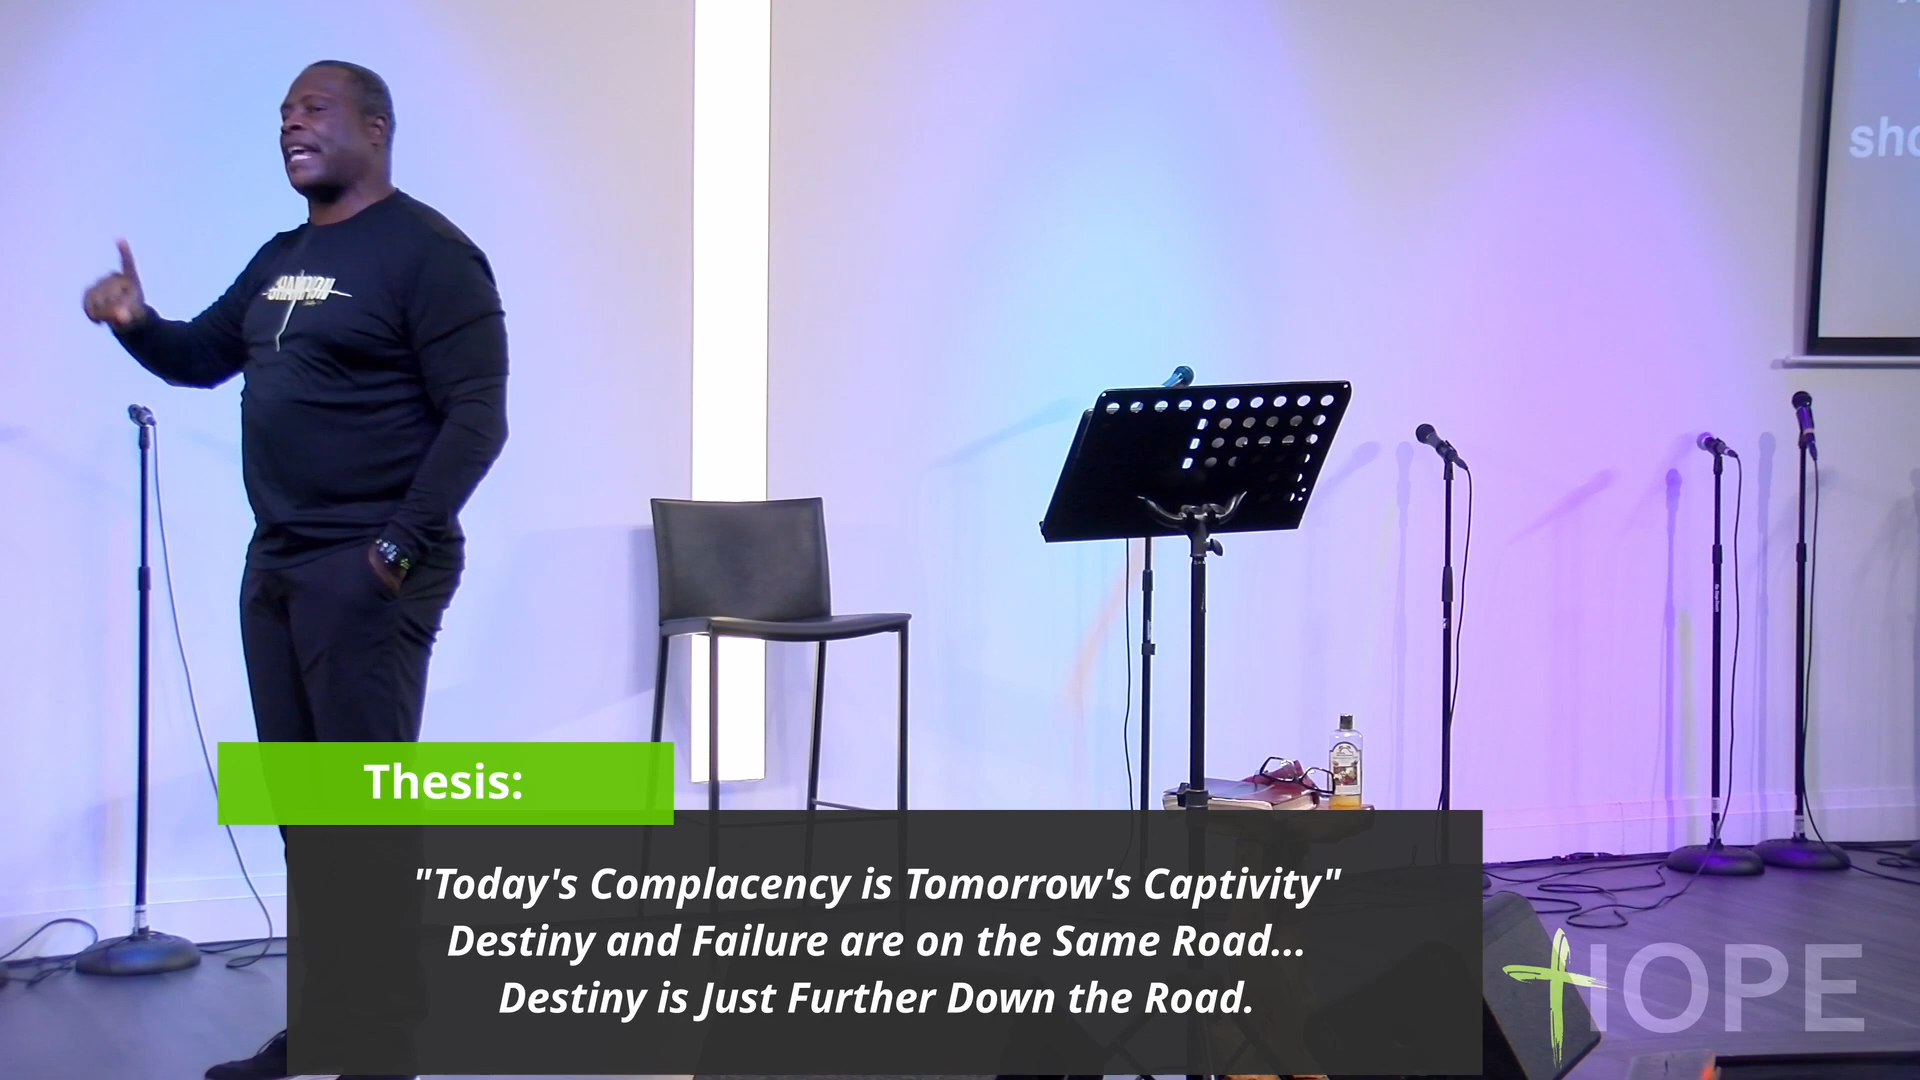 CHAMPION
Thesis:
"Today's Complacency is Tomorrow's Captivity"
Destiny and Failure are on the Same Road...
Destiny is Just Further Down the Road.
HOPE